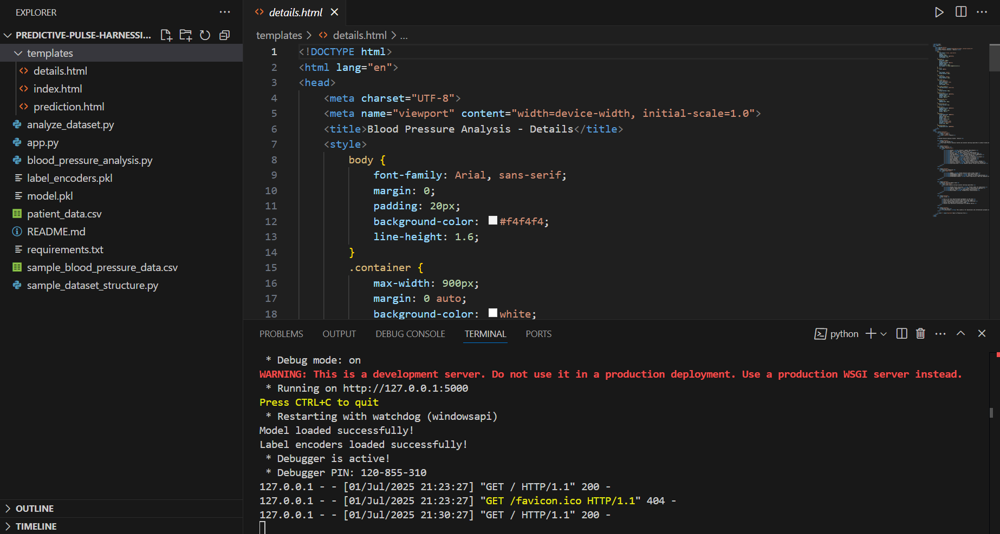 EXPLORER
PREDICTIVE-PULSE-HARNESSI...
templates
details.html
index.html
prediction.html
analyze_dataset.py
app.py
blood_pressure_analysis.py
label_encoders.pkl
model.pkl
patient_data.csv
README.md
requirements.txt
sample_blood_pressure_data.csv
sample_dataset_structure.py
OUTLINE
TIMELINE
details.html
templates > details.html > ...
1 <!DOCTYPE html>
2 <html lang="en">
3 <head>
4 <meta charset="UTF-8">
5 <meta name="viewport" content="width=device-width, initial-scale=1.0">
6 <title>Blood Pressure Analysis - Details</title>
7 <style>
8 body {
9 font-family: Arial, sans-serif;
10 margin: 0;
11 padding: 20px;
12 background-color: #f4f4f4;
13 line-height: 1.6;
14 }
15 .container {
16 max-width: 900px;
17 margin: 0 auto;
18 background-color: white;
PROBLEMS OUTPUT DEBUG CONSOLE TERMINAL PORTS
python
* Debug mode: on
WARNING: This is a development server. Do not use it in a production deployment. Use a production WSGI server instead.
* Running on http://127.0.0.1:5000
Press CTRL+C to quit
* Restarting with watchdog (windowsapi)
Model loaded successfully!
Label encoders loaded successfully!
* Debugger is active!
* Debugger PIN: 120-855-310
127.0.0.1 - - [01/Jul/2025 21:23:27] "GET / HTTP/1.1" 200 -
127.0.0.1 - - [01/Jul/2025 21:23:27] "GET /favicon.ico HTTP/1.1" 404 -
127.0.0.1 - - [01/Jul/2025 21:30:27] "GET / HTTP/1.1" 200 -